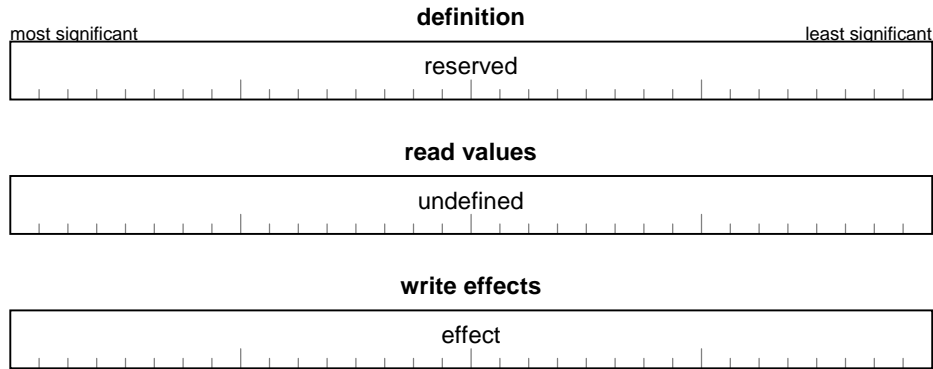 definition
most significant least significant
reserved
read values
undefined
write effects
effect